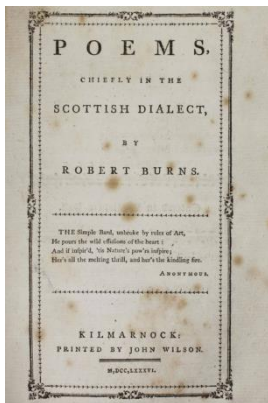 POEMS,
CHIEFLY IN THE
SCOTTISH DIALECT,
BY
ROBERT BURNS.
THE Simple Bard, unbroke by rules of Art,
He pours the wild effusions of the heart:
And if inspir'd, 'tis Nature's pow'rs inspire;
Her's all the melting thrill, and her's the kindling fire.
ANONYMOUS.
KILMARNOCK:
PRINTED BY JOHN WILSON.
M,DCC,LXXXVI.